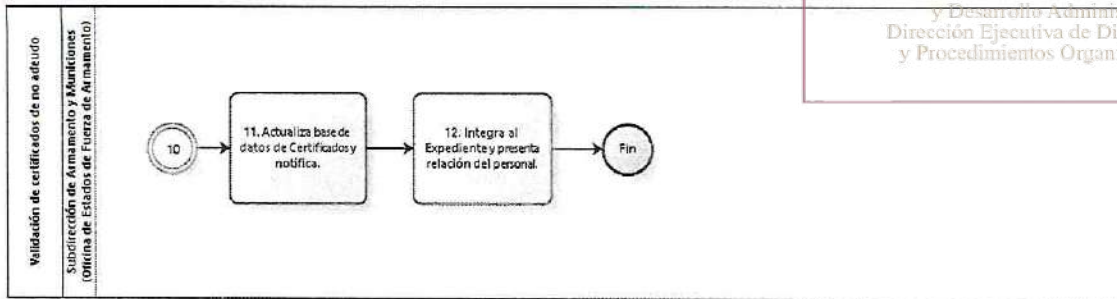 y Desarrollo Adminis
Dirección Ejecutiva de Di
y Procedimientos Organi
Validación de certificados de no adeudo
Subdirección de Armamento y Municiones
(Oficina de Estados de Fuerza de Armamento)
10
11. Actualiza base de
datos de Certificados y
notifica.
12. Integra al
Expediente y presenta
relación del personal.
Fin